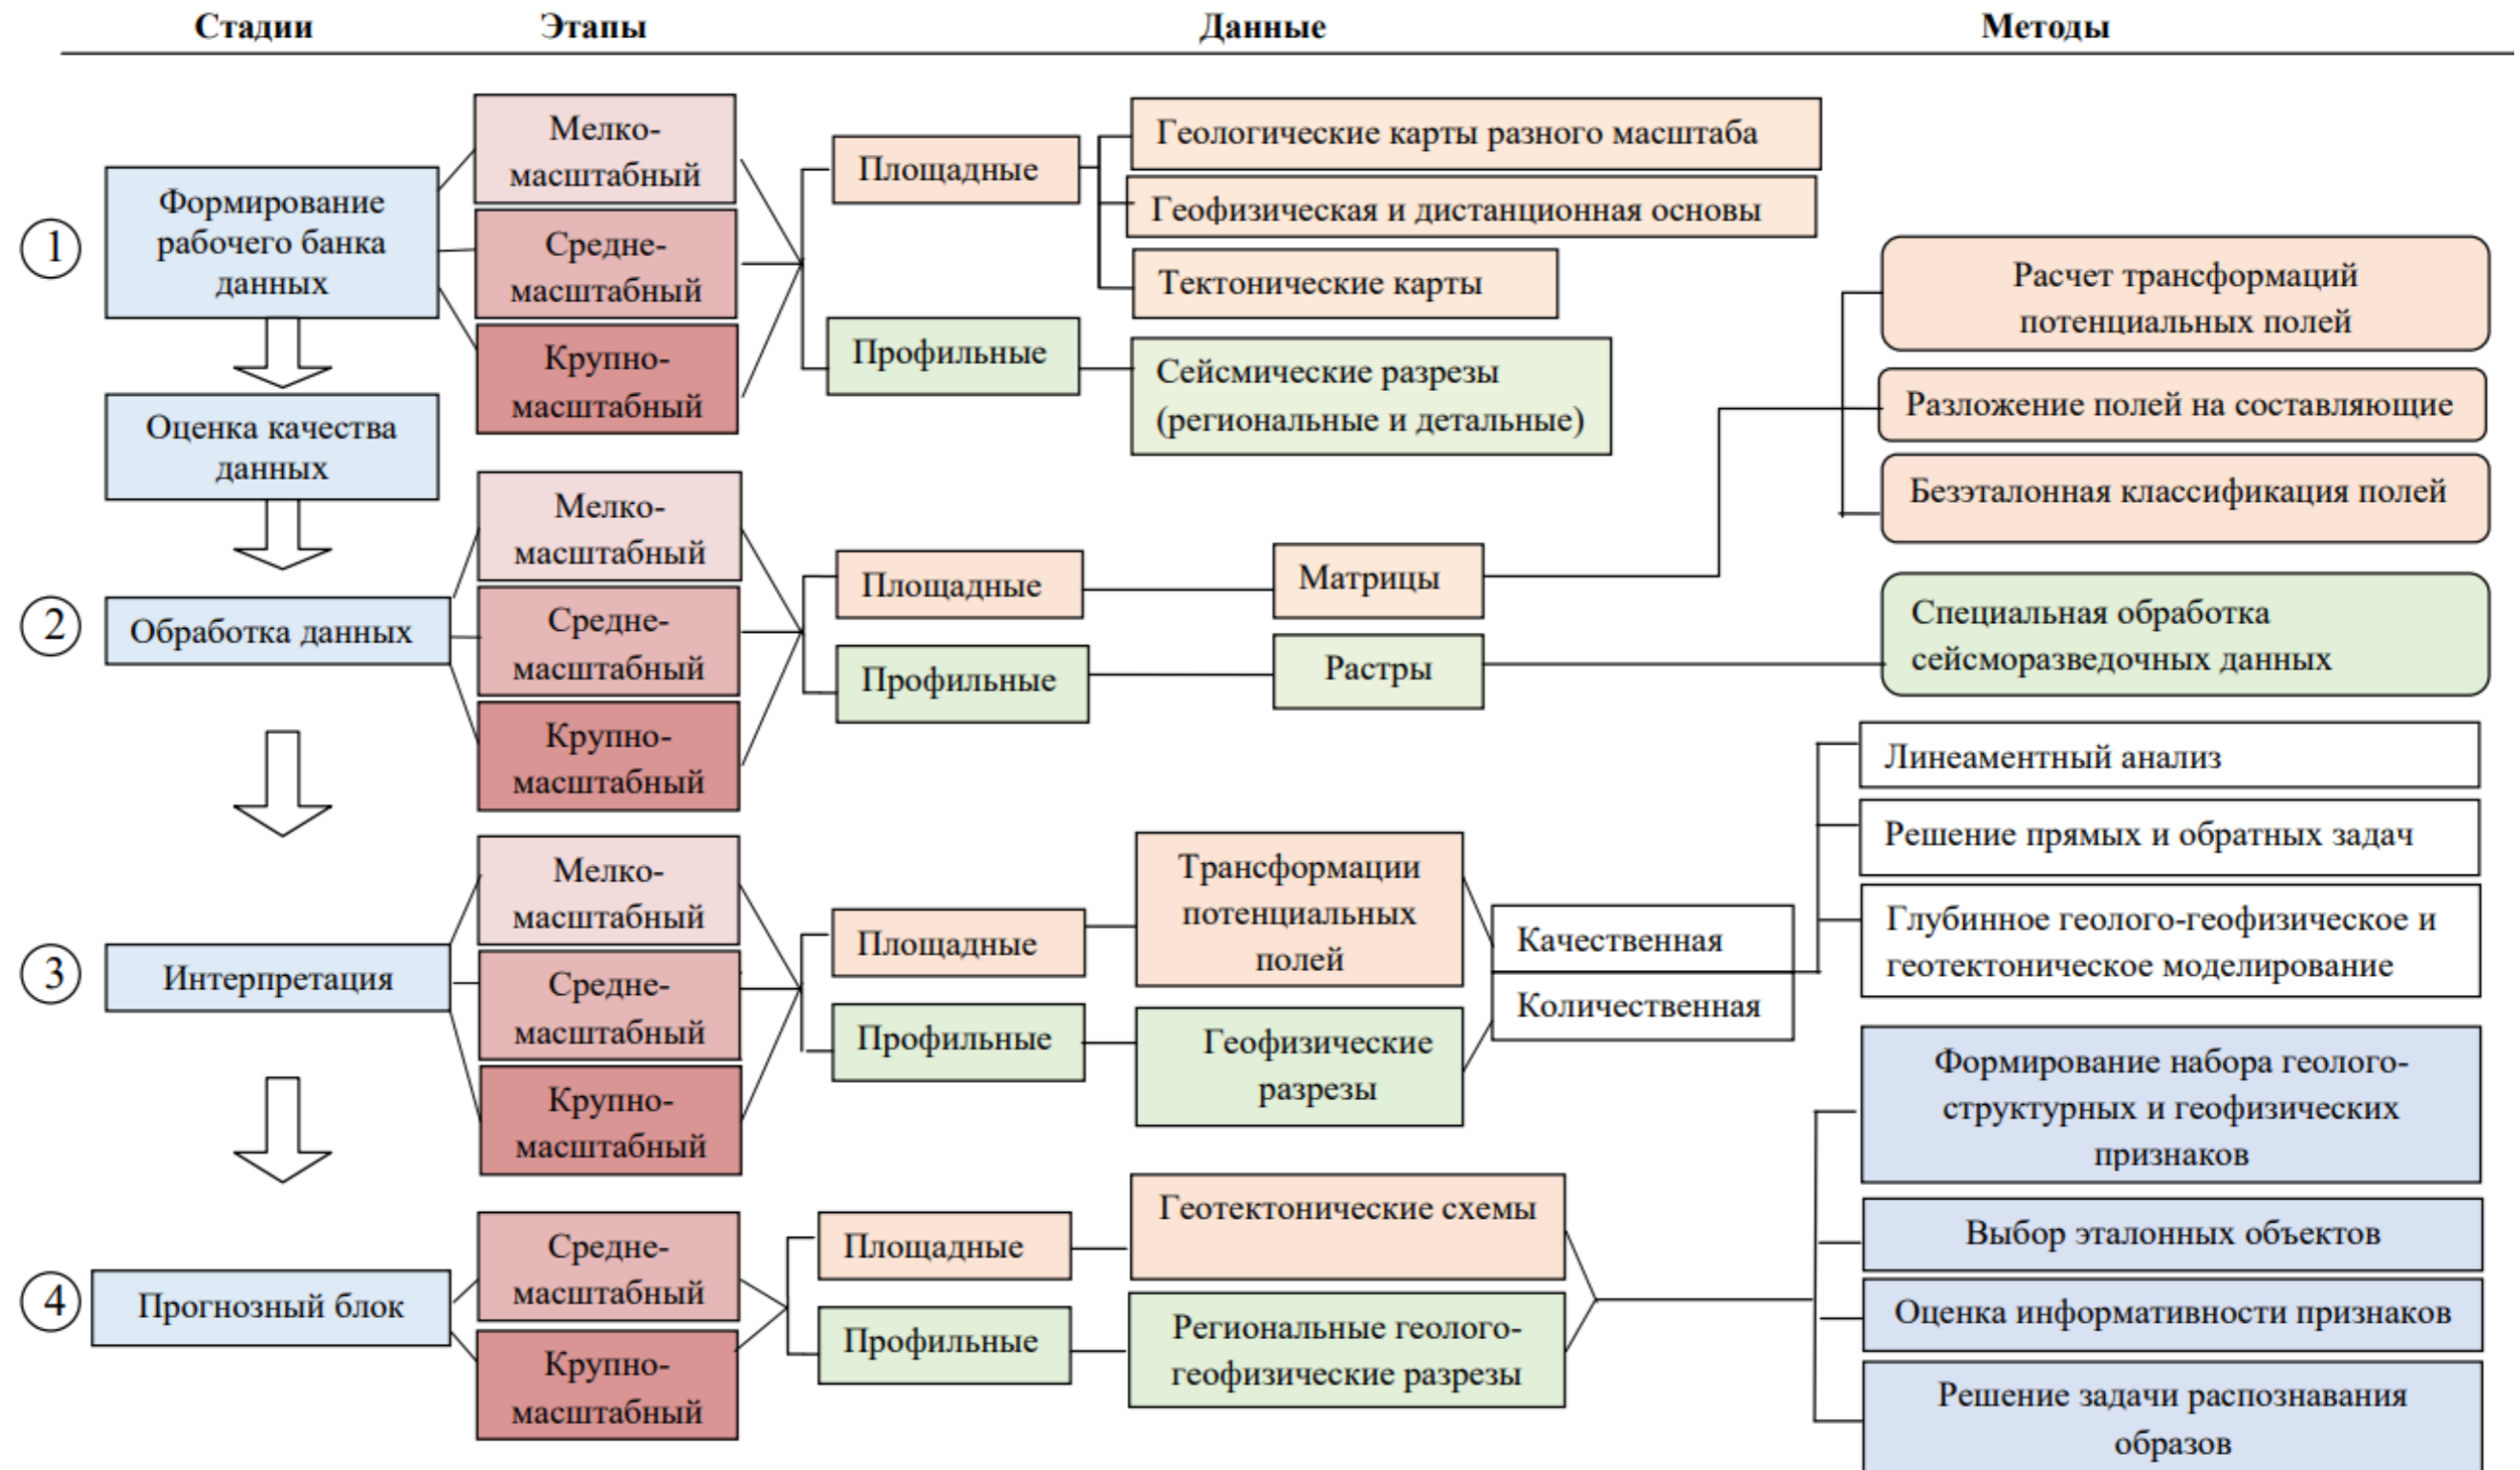 Стадии
Этапы
Данные
Методы
1
Формирование
рабочего банка
данных
Мелко-
масштабный
Средне-
масштабный
Крупно-
масштабный
Площадные
Геологические карты разного масштаба
Геофизическая и дистанционная основы
Тектонические карты
Профильные
Сейсмические разрезы
(региональные и детальные)
Оценка качества
данных
2
Обработка данных
Мелко-
масштабный
Средне-
масштабный
Крупно-
масштабный
Площадные
Матрицы
Расчет трансформаций
потенциальных полей
Разложение полей на составляющие
Безэталонная классификация полей
Профильные
Растры
Специальная обработка
сейсморазведочных данных
3
Интерпретация
Мелко-
масштабный
Средне-
масштабный
Крупно-
масштабный
Площадные
Трансформации
потенциальных
полей
Профильные
Геофизические
разрезы
Качественная
Количественная
Линеаментный анализ
Решение прямых и обратных задач
Глубинное геолого-геофизическое и
геотектоническое моделирование
4
Прогнозный блок
Средне-
масштабный
Крупно-
масштабный
Площадные
Геотектонические схемы
Профильные
Региональные геолого-
геофизические разрезы
Формирование набора геолого-
структурных и геофизических
признаков
Выбор эталонных объектов
Оценка информативности признаков
Решение задачи распознавания
образов